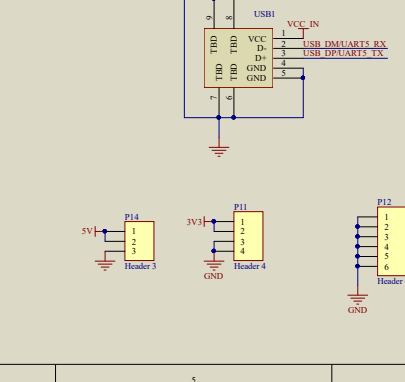 USB1
VCC_IN
9
8
TBD
TBD
VCC
1
D-
2
USB_DM/UART5_RX
D+
3
USB_DP/UART5_TX
GND
4
GND
5
TBD
TBD
7
6
P14
5V
1
2
3
Header 3
P11
3V3
1
2
3
4
GND
Header 4
P12
1
2
3
4
5
6
GND
Header
5